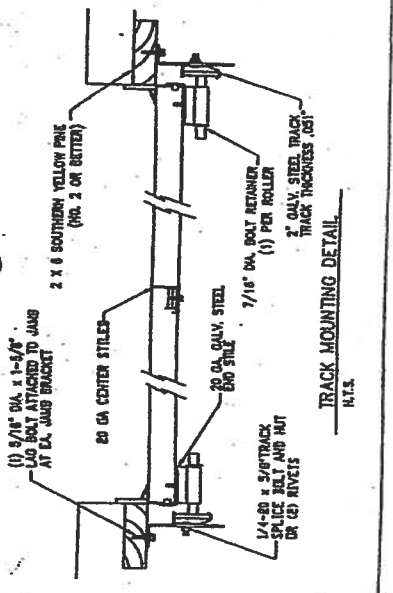 (1) 5/16" DIA. x 1-5/8"
LAG BOLT ATTACHED TO JAMB
AT EA. JAMB BRACKET
2 X 6 SOUTHERN YELLOW PINE
(NO. 2 OR BETTER)
20 GA CENTER STILES
20 GA. GALV. STEEL
END STILE
1/4-20 x 5/8" TRACK
SPLICE BOLT AND NUT
OR (2) RIVETS
7/16" DIA. BOLT RETAINER
(1) PER ROLLER
2" GALV. STEEL TRACK
TRACK THICKNESS .051"
TRACK MOUNTING DETAIL
N.T.S.